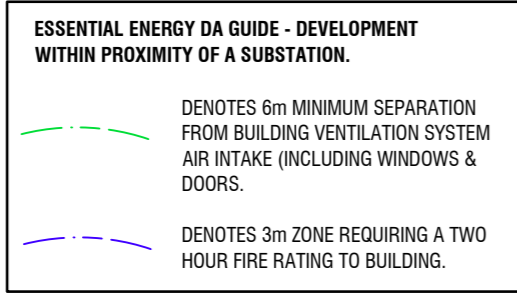 ESSENTIAL ENERGY DA GUIDE - DEVELOPMENT
WITHIN PROXIMITY OF A SUBSTATION.
DENOTES 6m MINIMUM SEPARATION
FROM BUILDING VENTILATION SYSTEM
AIR INTAKE (INCLUDING WINDOWS &
DOORS.
DENOTES 3m ZONE REQUIRING A TWO
HOUR FIRE RATING TO BUILDING.